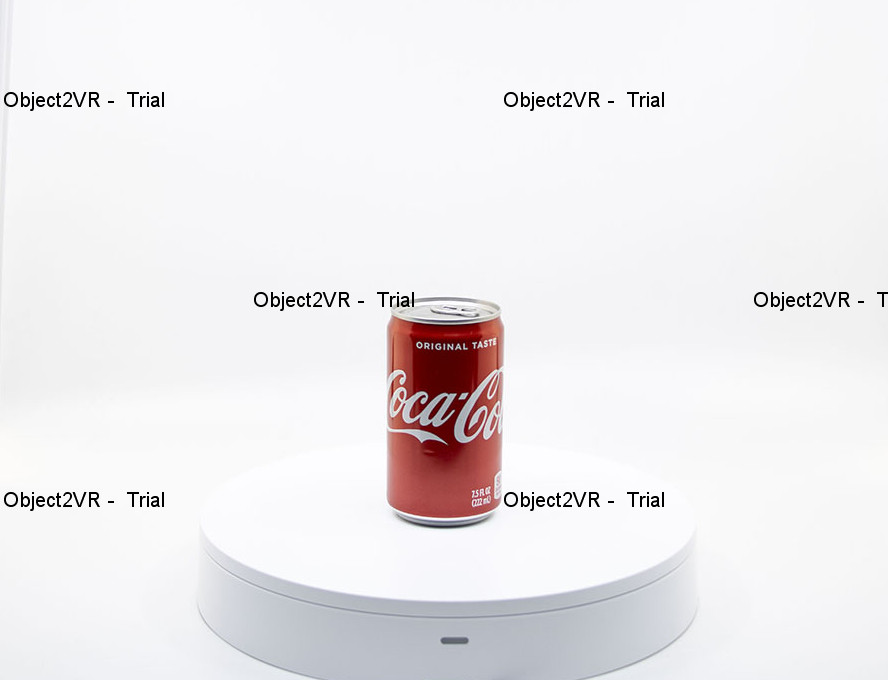 Object2VR -  Trial
Object2VR -  Trial
Object2VR -  Trial
Object2VR -  T
ORIGINAL TASTE
Coca-Co
7.5 FL OZ
(222 mL)
Object2VR -  Trial
Object2VR -  Trial